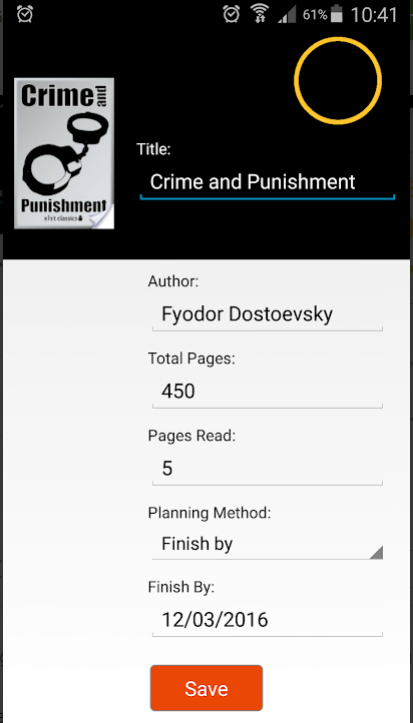 61% 10:41
Crime and
Punishment
Title:
Crime and Punishment
Author:
Fyodor Dostoevsky
Total Pages:
450
Pages Read:
5
Planning Method:
Finish by
Finish By:
12/03/2016
Save